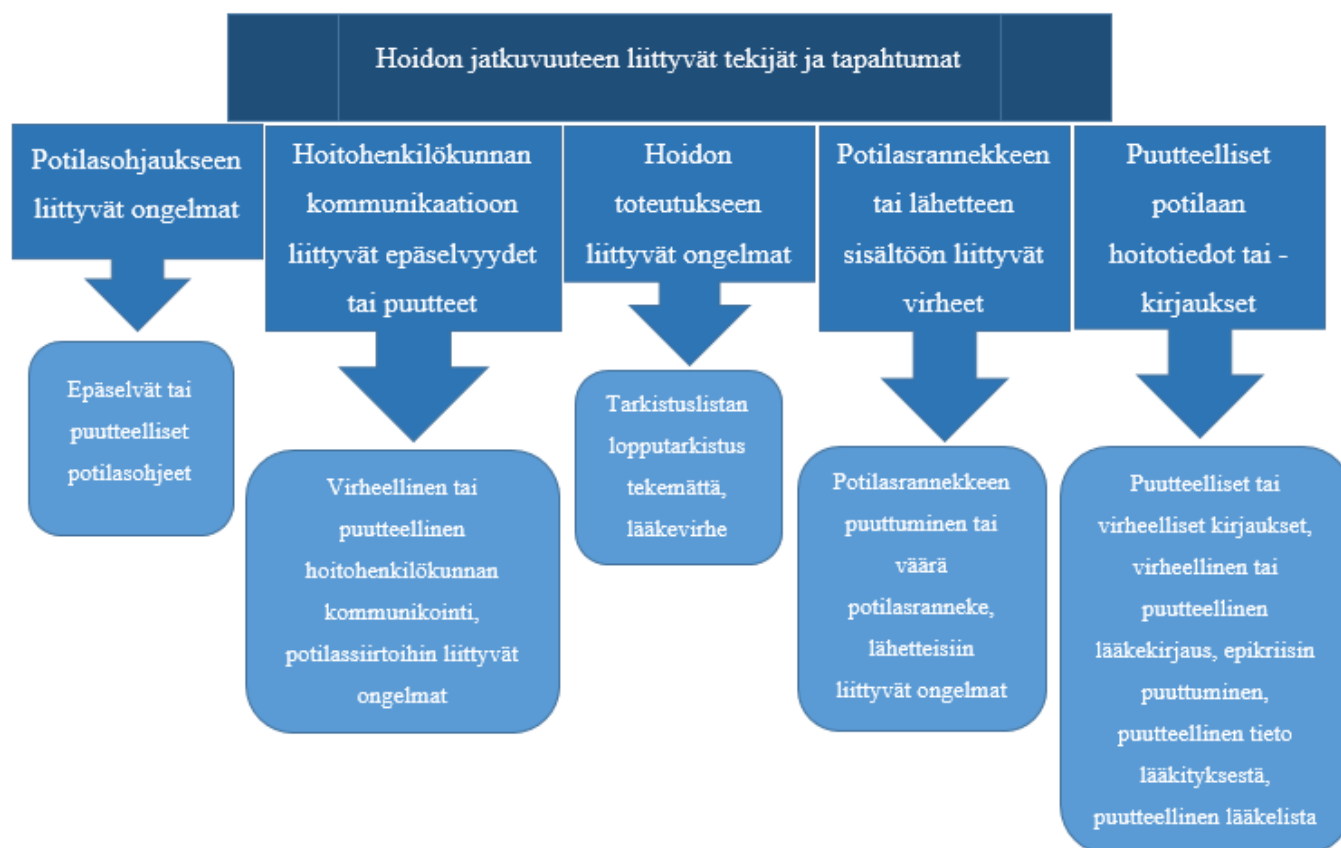 Hoidon jatkuvuuteen liittyvät tekijät ja tapahtumat
Potilasohjaukseen
liittyvät ongelmat
Hoitohenkilökunnan
kommunikaatioon
liittyvät epäselvyydet
tai puutteet
Hoidon
toteutukseen
liittyvät ongelmat
Potilasrannekkeen
tai lähetteen
sisältöön liittyvät
virheet
Puutteelliset
potilaan
hoitotiedot tai -
kirjaukset
Epäselvät tai
puutteelliset
potilasohjeet
Virheellinen tai
puutteellinen
hoitohenkilökunnan
kommunikointi,
potilassiirtoihin liittyvät
ongelmat
Tarkistuslistan
lopputarkistus
tekemättä,
lääkevirhe
Potilasrannekkeen
puuttuminen tai
väärä
potilasranneke,
lähetteisiin
liittyvät ongelmat
Puutteelliset tai
virheelliset kirjaukset,
virheellinen tai
puutteellinen
lääkekirjaus, epikriisin
puuttuminen,
puutteellinen tieto
lääkityksestä,
puutteellinen lääkelista